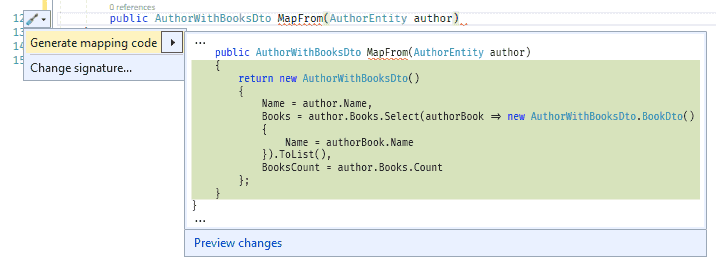 0 references
12 public AuthorWithBooksDto MapFrom(AuthorEntity author)
Generate mapping code
Change signature...
15
...
public AuthorWithBooksDto MapFrom(AuthorEntity author)
{
return new AuthorWithBooksDto()
{
Name = author.Name,
Books = author.Books.Select(authorBook => new AuthorWithBooksDto.BookDto()
{
Name = authorBook.Name
}).ToList(),
BooksCount = author.Books.Count
};
}
}
...
Preview changes